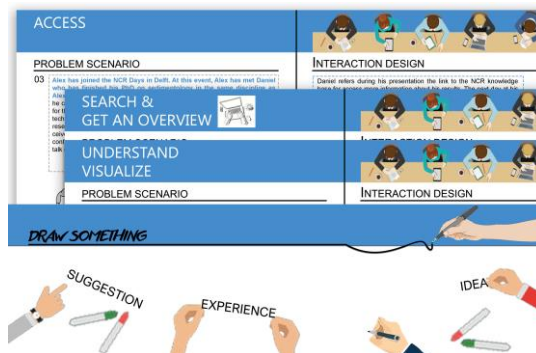 ACCESS
PROBLEM SCENARIO
INTERACTION DESIGN
03 Alex has joined the NCR Days in Delft. At this event, Alex has met Daniel
who has finished his PhD on sedimentology in the same discipline as
Alex
Daniel refers during his presentation the link to the NCR knowledge
SEARCH &
GET AN OVERVIEW
UNDERSTAND
VISUALIZE
PROBLEM SCENARIO
INTERACTION DESIGN
DRAW SOMETHING
SUGGESTION
EXPERIENCE
IDEA